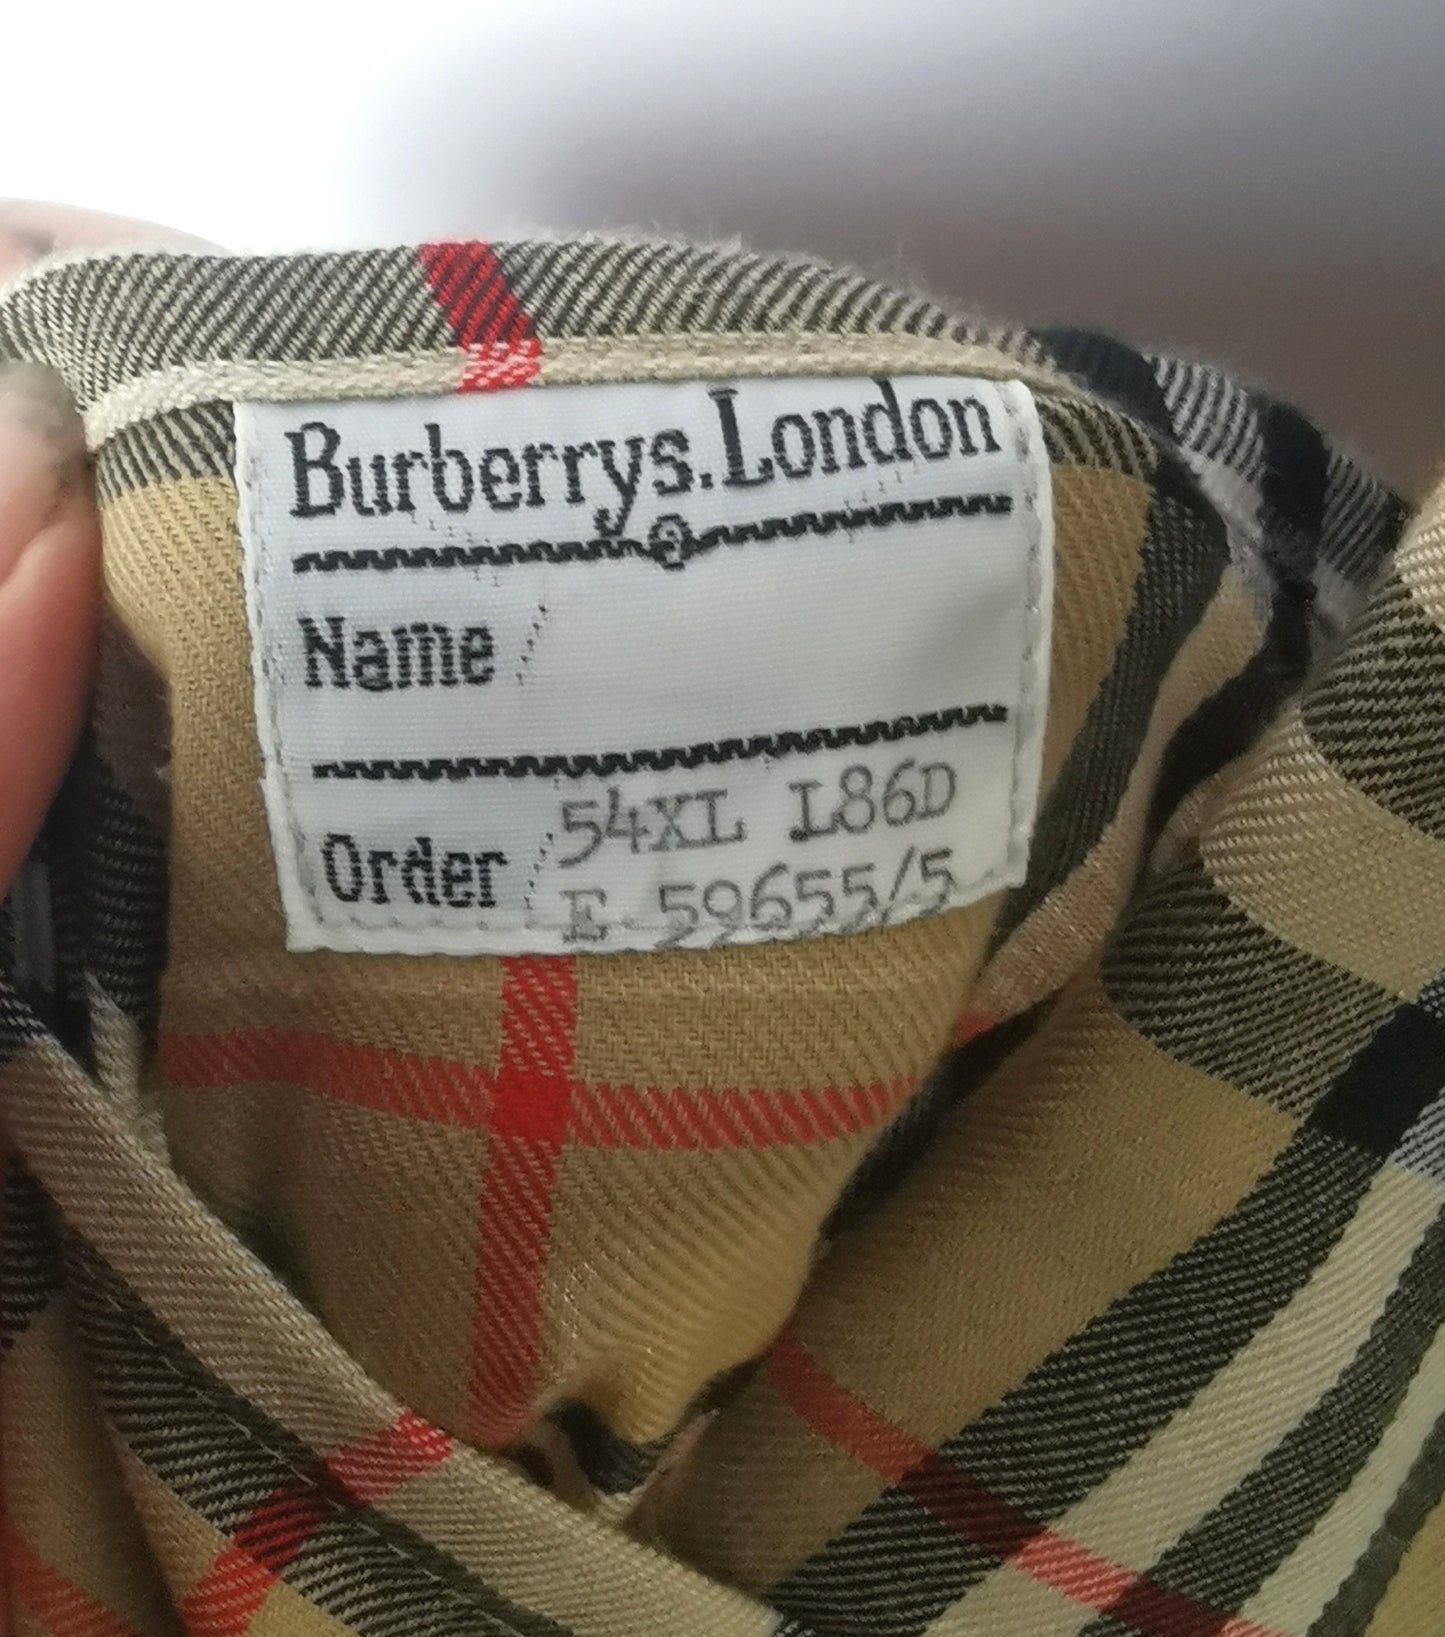 Burberrys.London
Name
Order 54XL L86D
E 59655/5